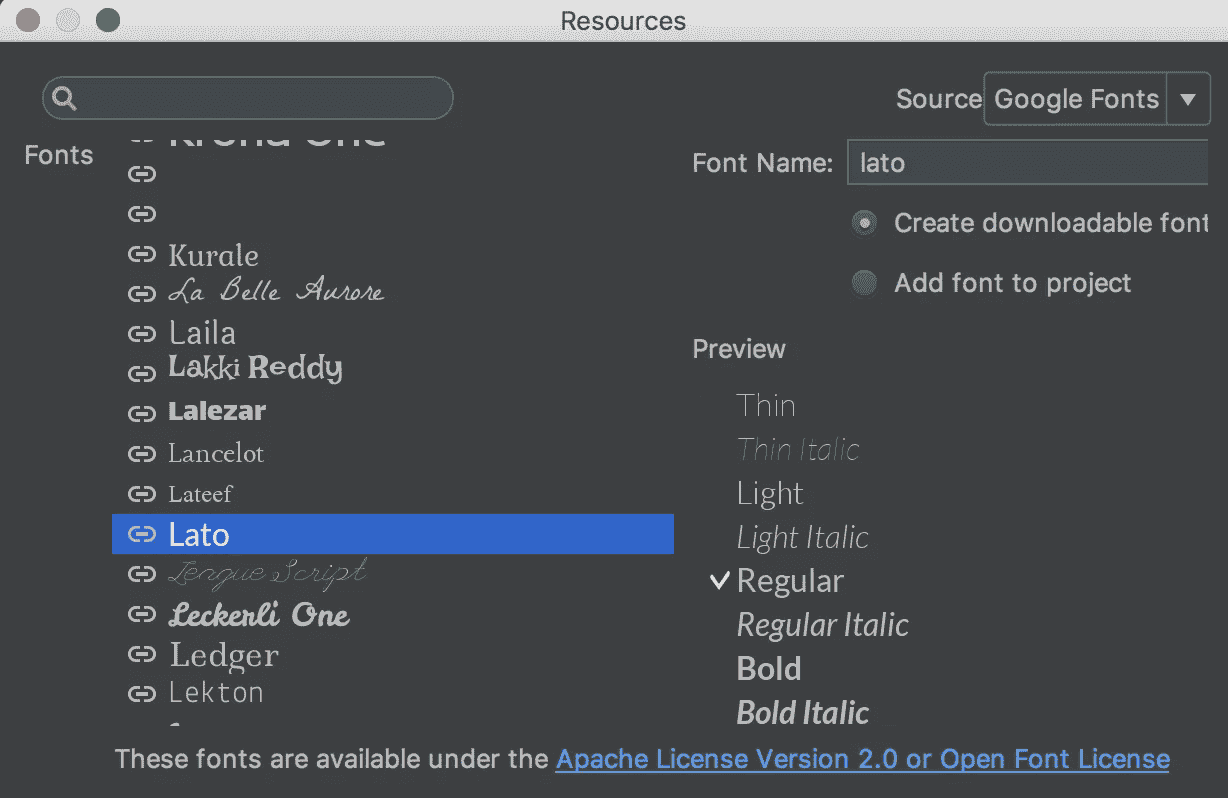 Resources
Source Google Fonts
Fonts
Krona One
Kurale
La Belle Aurore
Laila
Lakki Reddy
Lalezar
Lancelot
Lateef
Lato
League Script
Leckerli One
Ledger
Lekton
Font Name: lato
Create downloadable font
Add font to project
Preview
Thin
Thin Italic
Light
Light Italic
Regular
Regular Italic
Bold
Bold Italic
These fonts are available under the Apache License Version 2.0 or Open Font License